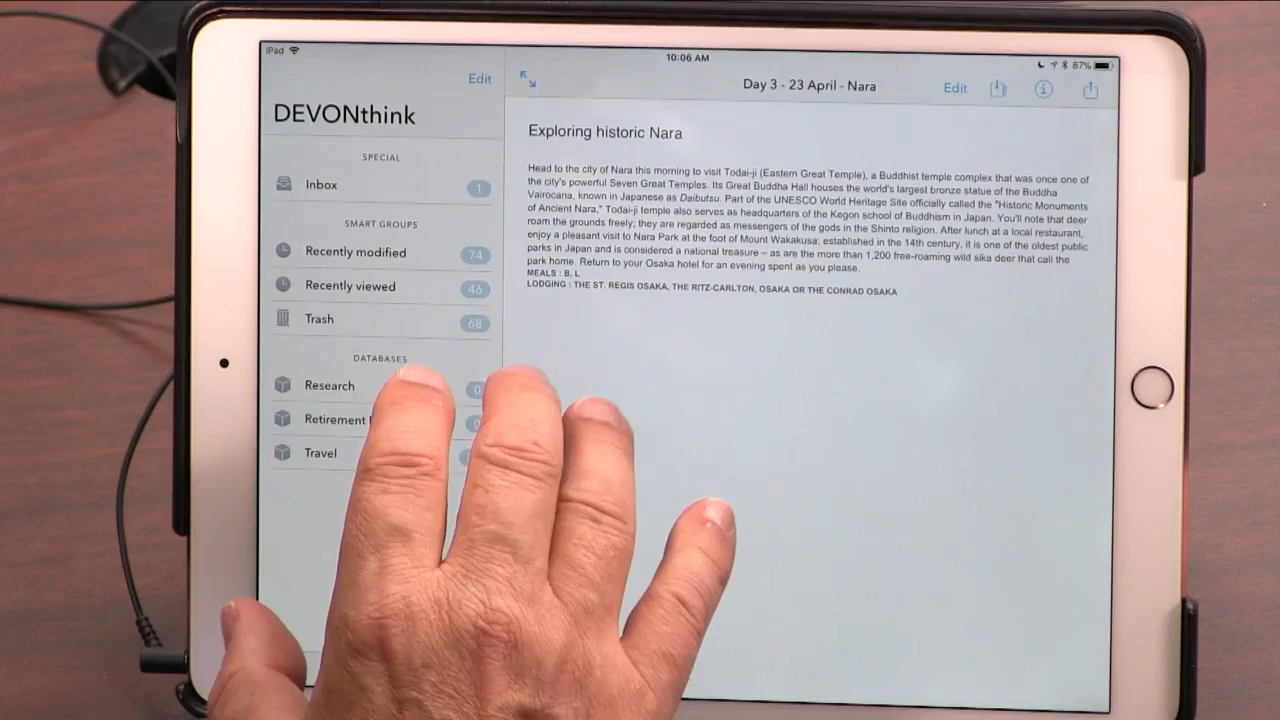 iPad
10:06 AM
87%
Edit
Day 3 - 23 April - Nara
Edit
DEVONthink
SPECIAL
Inbox
1
SMART GROUPS
Recently modified
74
Recently viewed
46
Trash
68
DATABASES
Research
0
Retirement
Travel
Exploring historic Nara
Head to the city of Nara this morning to visit Todai-ji (Eastern Great Temple), a Buddhist temple complex that was once one of
the city's powerful Seven Great Temples. Its Great Buddha Hall houses the world's largest bronze statue of the Buddha
Vairocana, known in Japanese as Daibutsu. Part of the UNESCO World Heritage Site officially called the "Historic Monuments
of Ancient Nara," Todai-ji temple also serves as headquarters of the Kegon school of Buddhism in Japan. You'll note that deer
roam the grounds freely; they are regarded as messengers of the gods in the Shinto religion. After lunch at a local restaurant,
enjoy a pleasant visit to Nara Park at the foot of Mount Wakakusa; established in the 14th century, it is one of the oldest public
parks in Japan and is considered a national treasure – as are the more than 1,200 free-roaming wild sika deer that call the
park home. Return to your Osaka hotel for an evening spent as you please.
MEALS : B, L
LODGING : THE ST. REGIS OSAKA, THE RITZ-CARLTON, OSAKA OR THE CONRAD OSAKA